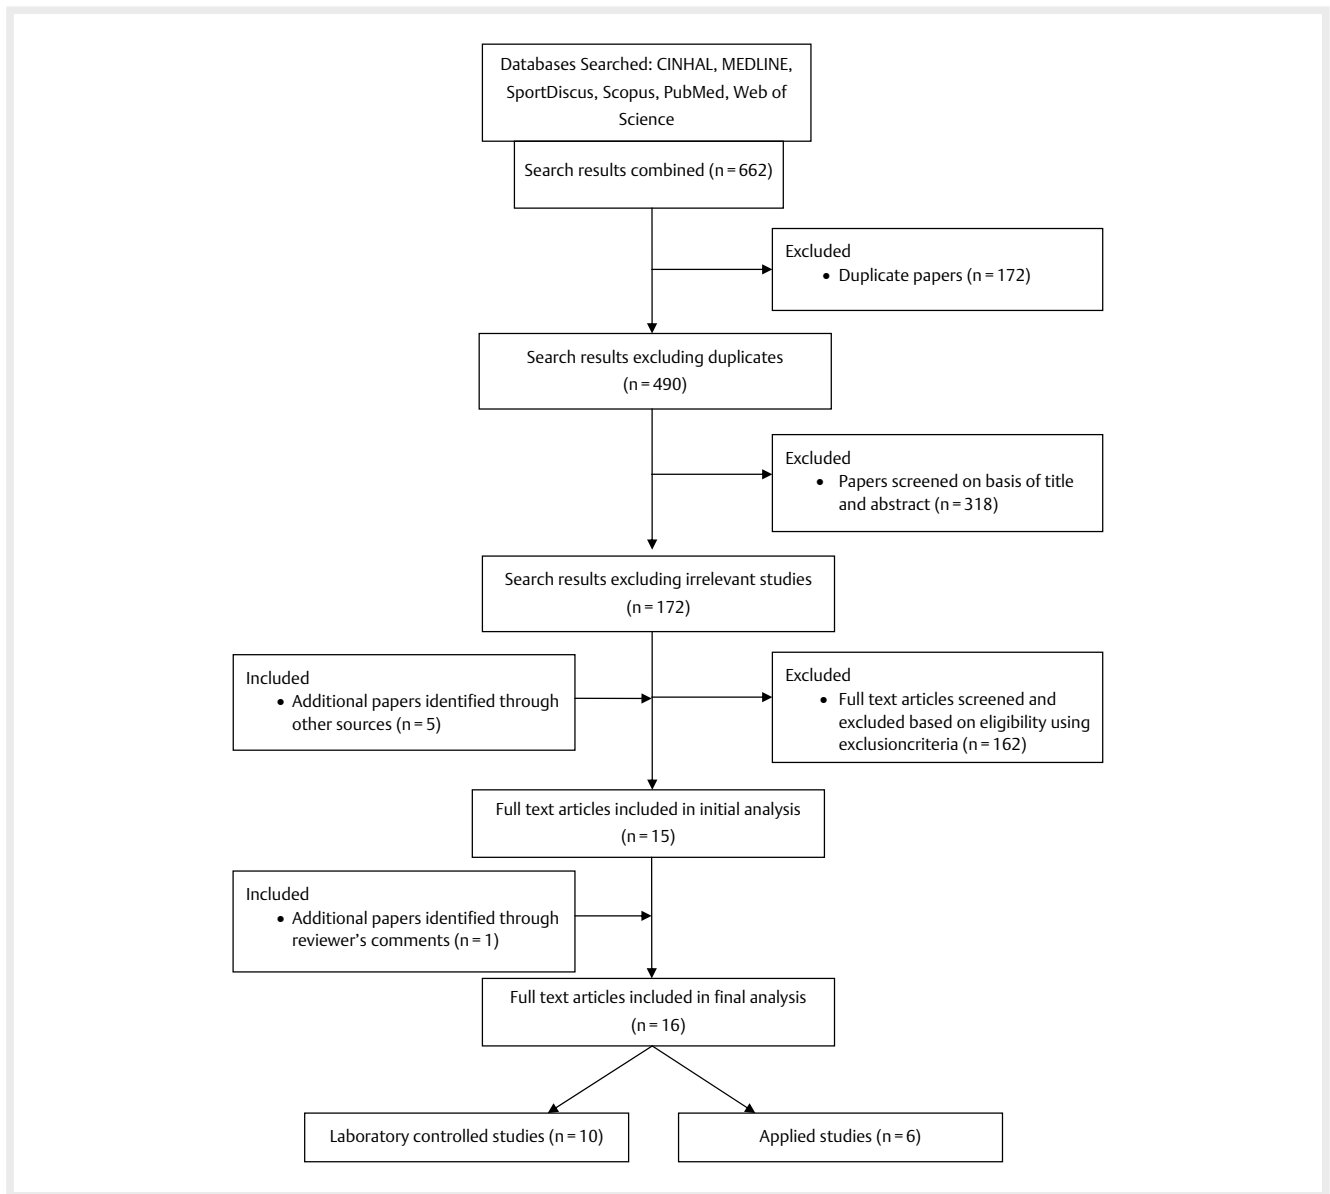 Databases Searched: CINHAL, MEDLINE,
SportDiscus, Scopus, PubMed, Web of
Science
Search results combined (n = 662)
Excluded
• Duplicate papers (n = 172)
Search results excluding duplicates
(n = 490)
Excluded
• Papers screened on basis of title
and abstract (n = 318)
Search results excluding irrelevant studies
(n = 172)
Included
• Additional papers identified through
other sources (n = 5)
Excluded
• Full text articles screened and
excluded based on eligibility using
exclusioncriteria (n = 162)
Full text articles included in initial analysis
(n = 15)
Included
• Additional papers identified through
reviewer’s comments (n = 1)
Full text articles included in final analysis
(n = 16)
Laboratory controlled studies (n = 10)
Applied studies (n = 6)